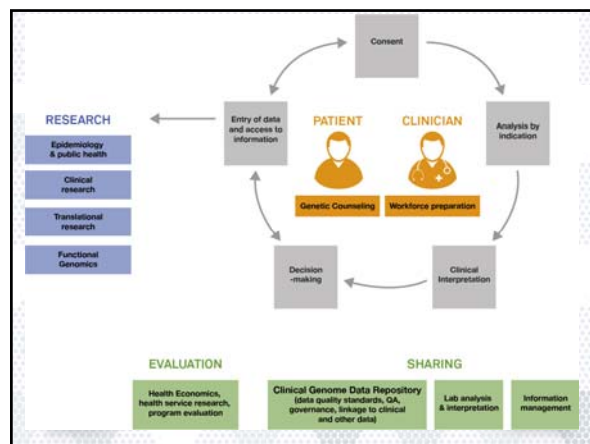 Consent
RESEARCH
Entry of data
and access to
information
PATIENT
CLINICIAN
Analysis by
indication
Epidemiology
& public health
Clinical
research
Translational
research
Functional
Genomics
Genetic Counseling
Workforce preparation
Decision
-making
Clinical
Interpretation
EVALUATION
SHARING
Health Economics,
health service research,
program evaluation
Clinical Genome Data Repository
(data quality standards, QA,
governance, linkage to clinical
and other data)
Lab analysis
& interpretation
Information
management